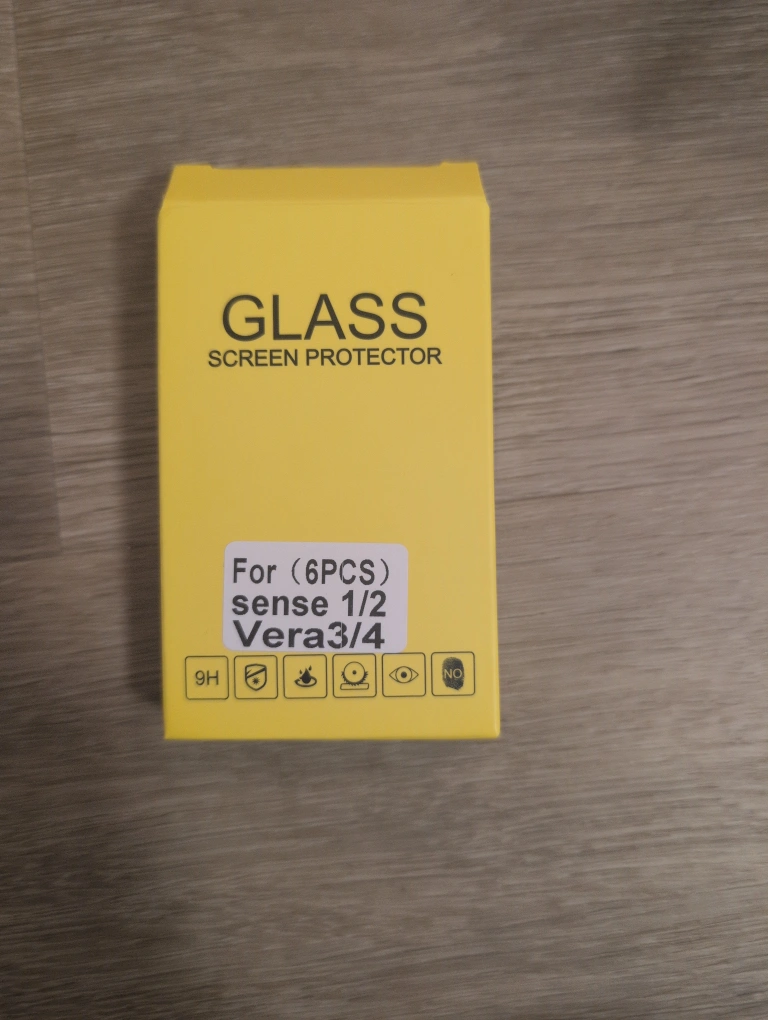 GLASS
SCREEN PROTECTOR
For（6PCS）
sense 1/2
Vera3/4
9H
NO